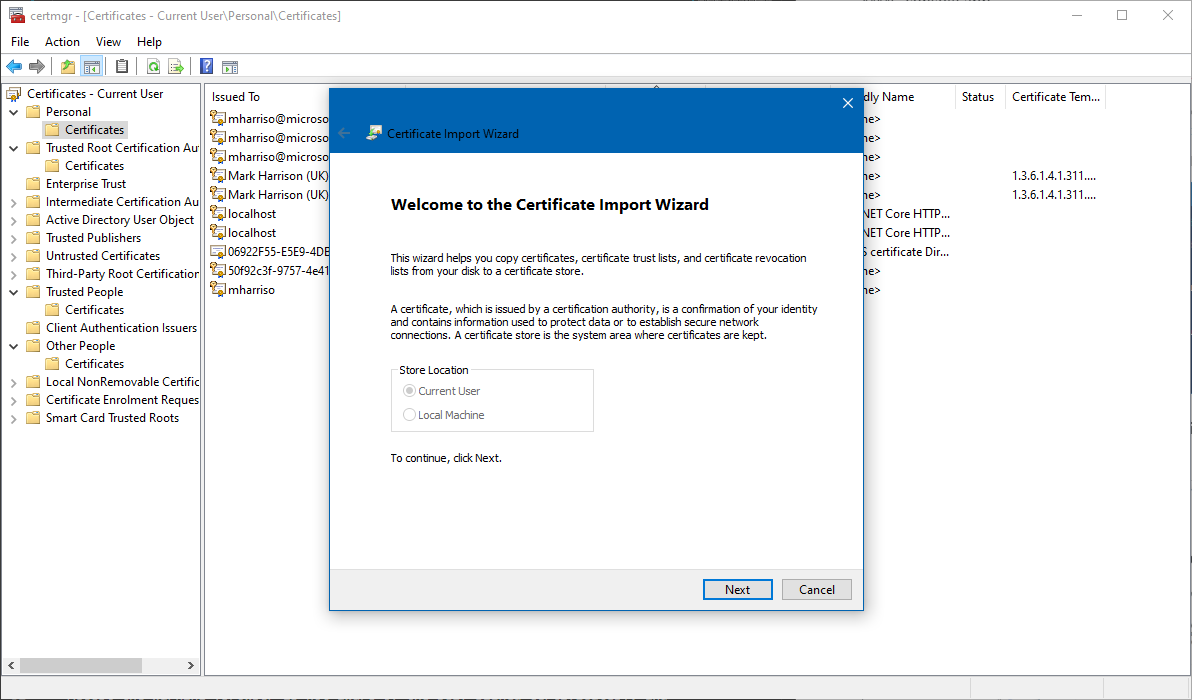 certmgr - [Certificates - Current User\Personal\Certificates]
File Action View Help
Certificates - Current User
Personal
Certificates
Trusted Root Certification Au
Certificates
Enterprise Trust
Intermediate Certification Au
Active Directory User Object
Trusted Publishers
Untrusted Certificates
Third-Party Root Certification
Trusted People
Certificates
Client Authentication Issuers
Other People
Certificates
Local NonRemovable Certific
Certificate Enrolment Reques
Smart Card Trusted Roots
Issued To
mharriso@microso
mharriso@microso
mharriso@microso
Mark Harrison (UK)
Mark Harrison (UK)
localhost
localhost
06922F55-E5E9-4DB
50f92c3f-9757-4e41
mharriso
Certificate Import Wizard
Welcome to the Certificate Import Wizard
This wizard helps you copy certificates, certificate trust lists, and certificate revocation
lists from your disk to a certificate store.
A certificate, which is issued by a certification authority, is a confirmation of your identity
and contains information used to protect data or to establish secure network
connections. A certificate store is the system area where certificates are kept.
Store Location
Current User
Local Machine
To continue, click Next.
Next Cancel
dly Name Status Certificate Tem...
ne>
ne>
ne>
ne> 1.3.6.1.4.1.311....
ne> 1.3.6.1.4.1.311....
NET Core HTTP...
NET Core HTTP...
S certificate Dir...
ne>
ne>